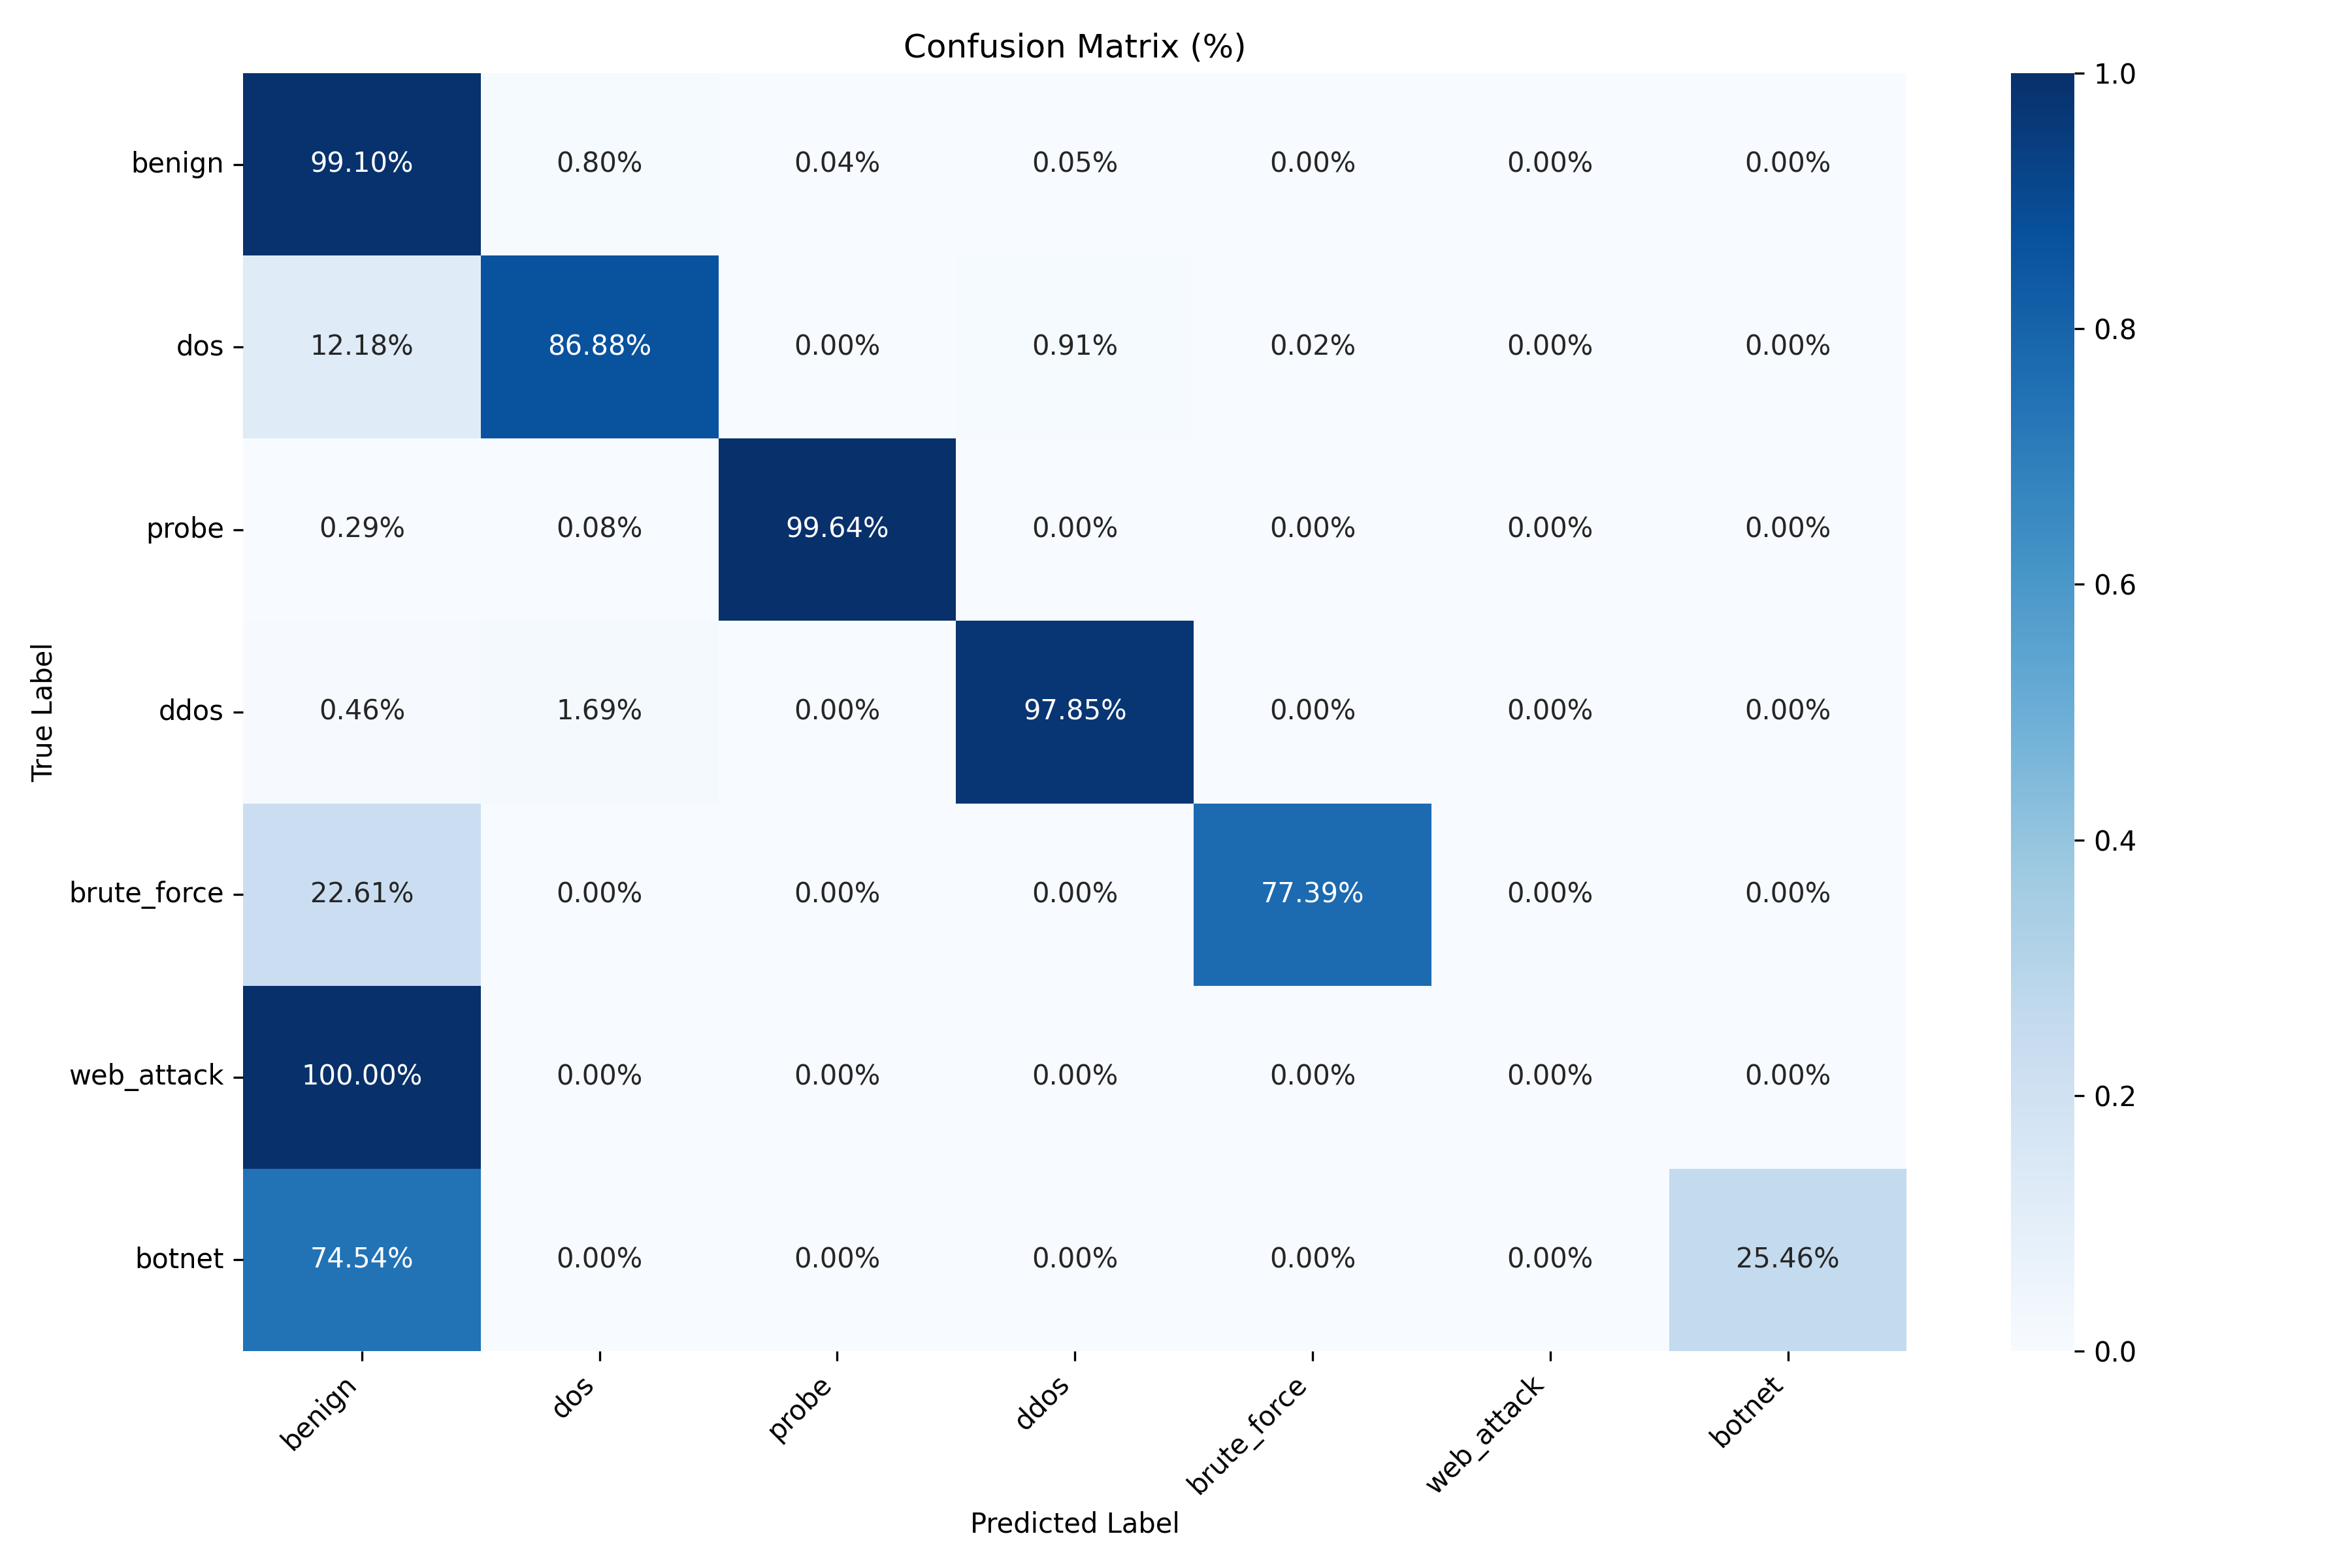 Confusion Matrix (%)
True Label
benign 99.10% 0.80% 0.04% 0.05% 0.00% 0.00% 0.00%
dos 12.18% 86.88% 0.00% 0.91% 0.02% 0.00% 0.00%
probe 0.29% 0.08% 99.64% 0.00% 0.00% 0.00% 0.00%
ddos 0.46% 1.69% 0.00% 97.85% 0.00% 0.00% 0.00%
brute_force 22.61% 0.00% 0.00% 0.00% 77.39% 0.00% 0.00%
web_attack 100.00% 0.00% 0.00% 0.00% 0.00% 0.00% 0.00%
botnet 74.54% 0.00% 0.00% 0.00% 0.00% 0.00% 25.46%
benign dos probe ddos brute_force web_attack botnet
Predicted Label
1.0
0.8
0.6
0.4
0.2
0.0